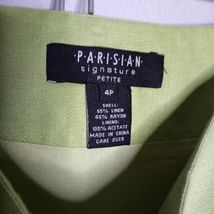 ·PARISIAN·
signature
PETITE
4P
SHELL:
55% LINEN
45% RAYON
LINING:
100% ACETATE
MADE IN CHINA
CARE OVER